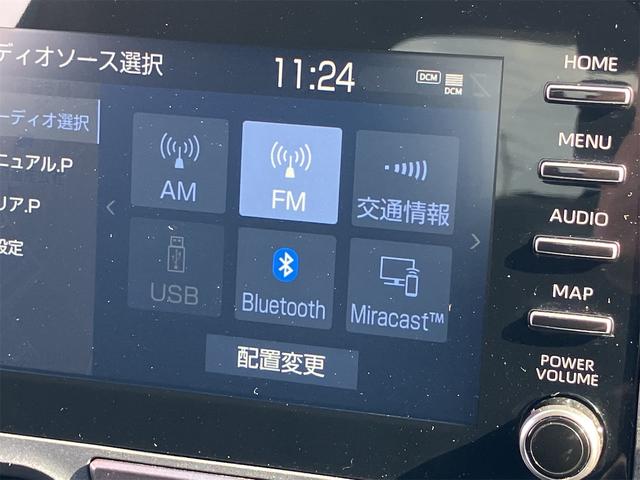 ディオソース選択
11:24
DCM
DCM
HOME
ーディオ選択
ニュアル.P
リア.P
設定
AM
FM
交通情報
USB
Bluetooth
Miracast™
配置変更
MENU
AUDIO
MAP
POWER
VOLUME